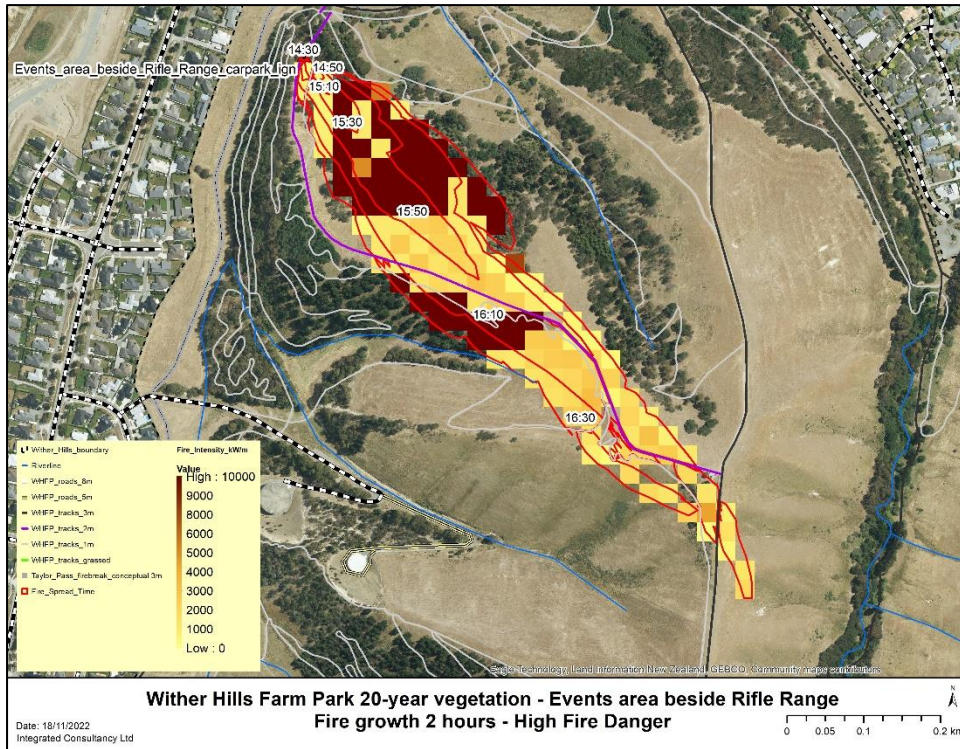 14:30
Events_area_beside_Rifle_Range_carpark_ign
14:50
15:10
15:30
15:50
16:10
16:30
Wither_Hills_boundary
Riverline
WHFP_roads_8m
WHFP_roads_5m
WHFP_tracks_3m
WHFP_tracks_2m
WHFP_tracks_1m
WHFP_tracks_grassed
Taylor_Pass_firebreak_conceptual 3m
Fire_Spread_Time
Fire_Intensity_kW/m
Value
High : 10000
9000
8000
7000
6000
5000
4000
3000
2000
1000
Low : 0
Eagle Technology, Land Information New Zealand, GEBCO, Community maps contributors
Wither Hills Farm Park 20-year vegetation - Events area beside Rifle Range
Fire growth 2 hours - High Fire Danger
Date: 18/11/2022
Integrated Consultancy Ltd
N
0 0.05 0.1 0.2 km